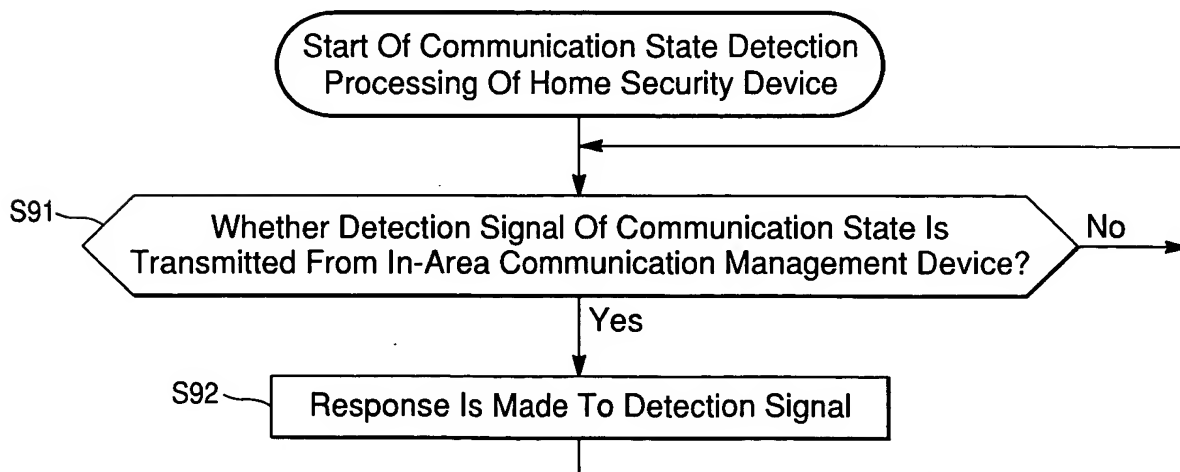 Start Of Communication State Detection
Processing Of Home Security Device
S91
Whether Detection Signal Of Communication State Is
Transmitted From In-Area Communication Management Device?
No
Yes
S92
Response Is Made To Detection Signal